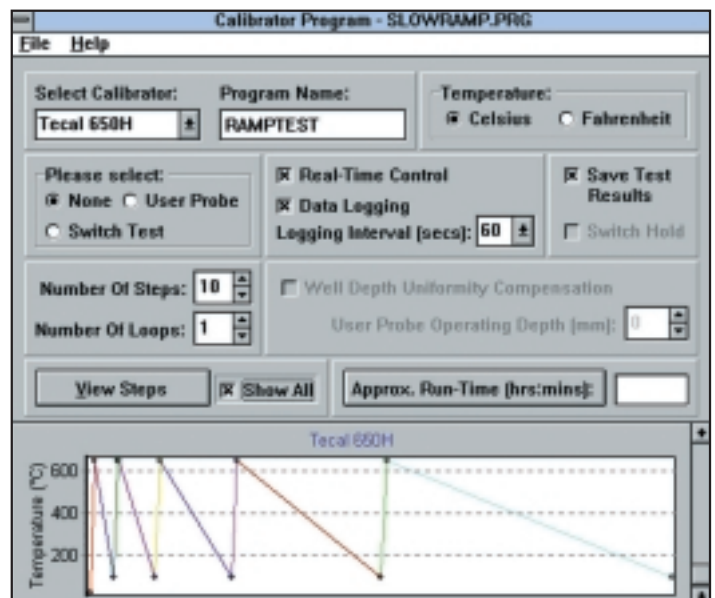 Calibrator Program - SLOWRAMP.PRG
File Help
Select Calibrator:
Tecal 650H
Program Name:
RAMPTEST
Temperature:
Celsius Fahrenheit
Please select:
None User Probe
Switch Test
Real-Time Control
Data Logging
Logging Interval (secs): 60
Save Test
Results
Switch Hold
Number Of Steps: 10
Number Of Loops: 1
Well Depth Uniformity Compensation
User Probe Operating Depth (mm): 0
View Steps
Show All
Approx. Run-Time (hrs:mins):
Tecal 650H
Temperature (°C)
600
400
200